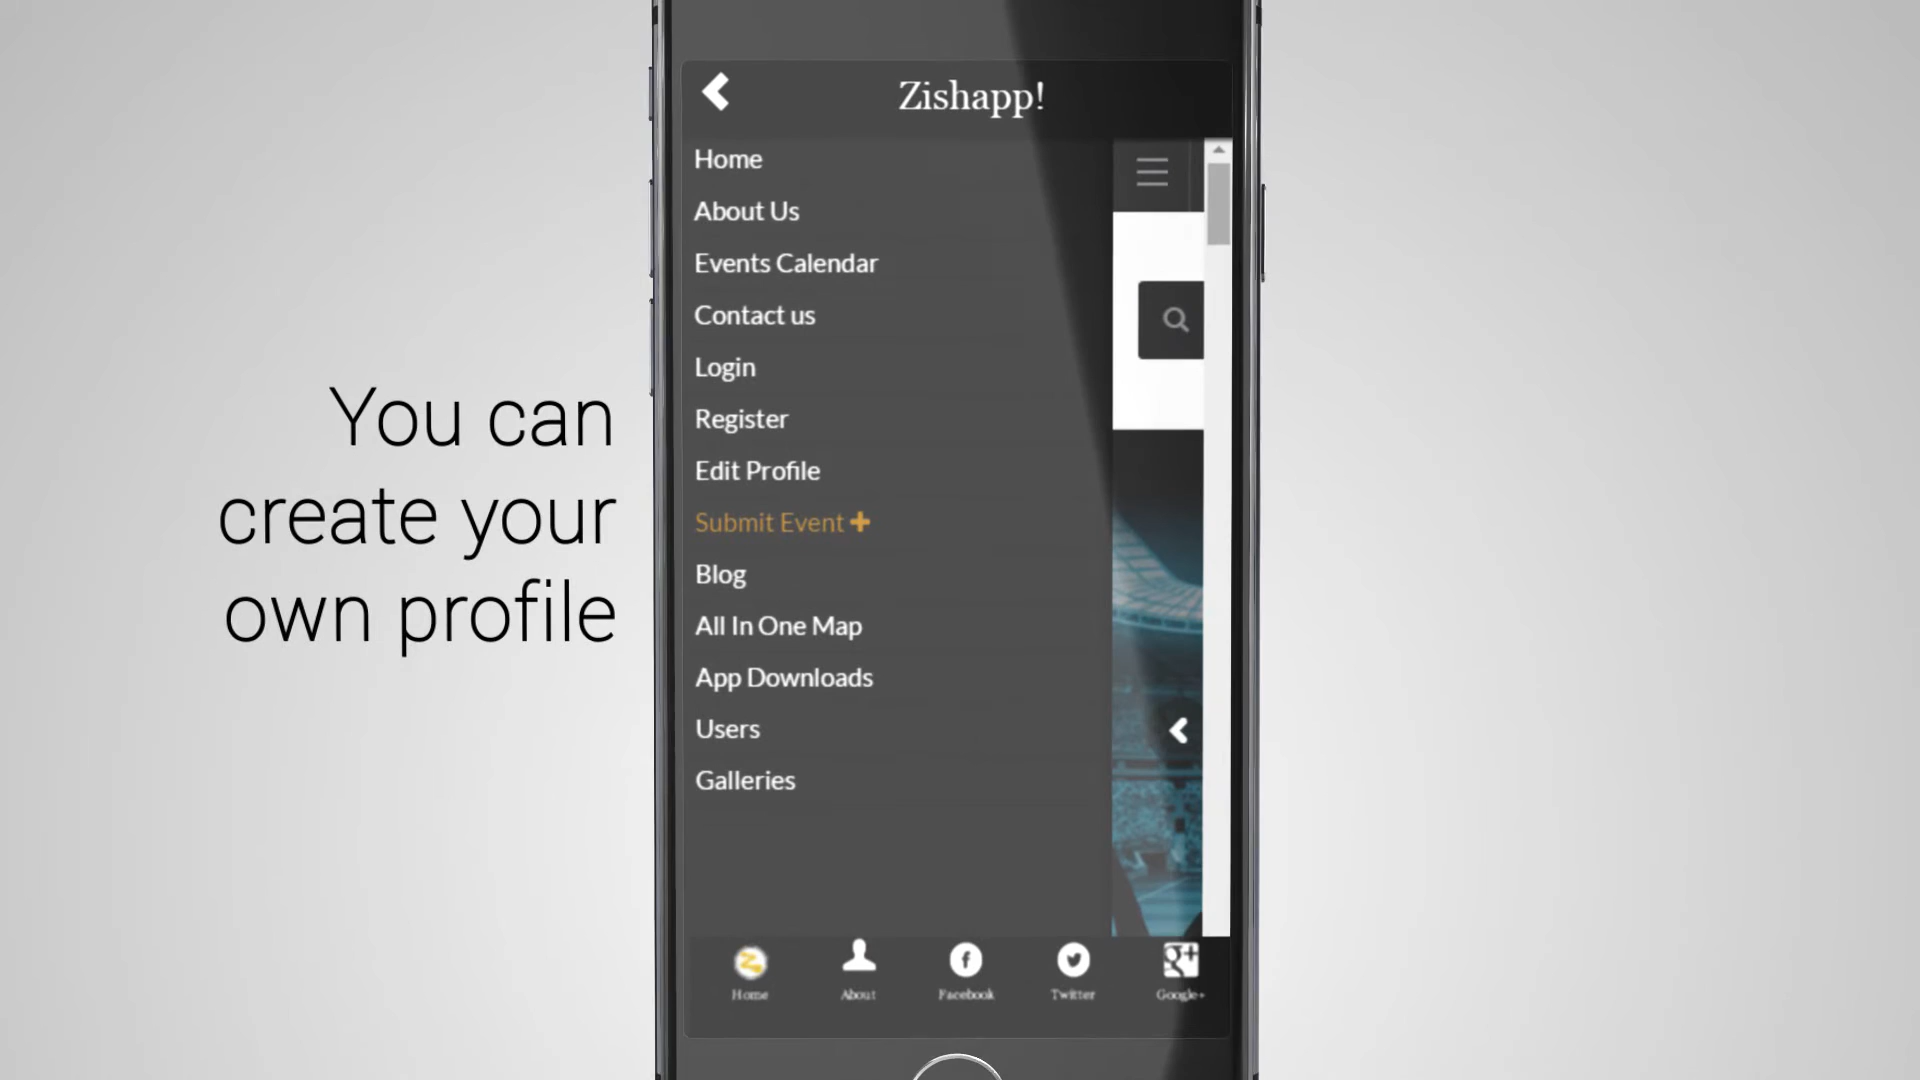 Zishapp!
Home
About Us
Events Calendar
Contact us
Login
Register
Edit Profile
Submit Event
Blog
All In One Map
App Downloads
Users
Galleries
You can
create your
own profile
Home About Facebook Twitter Google+